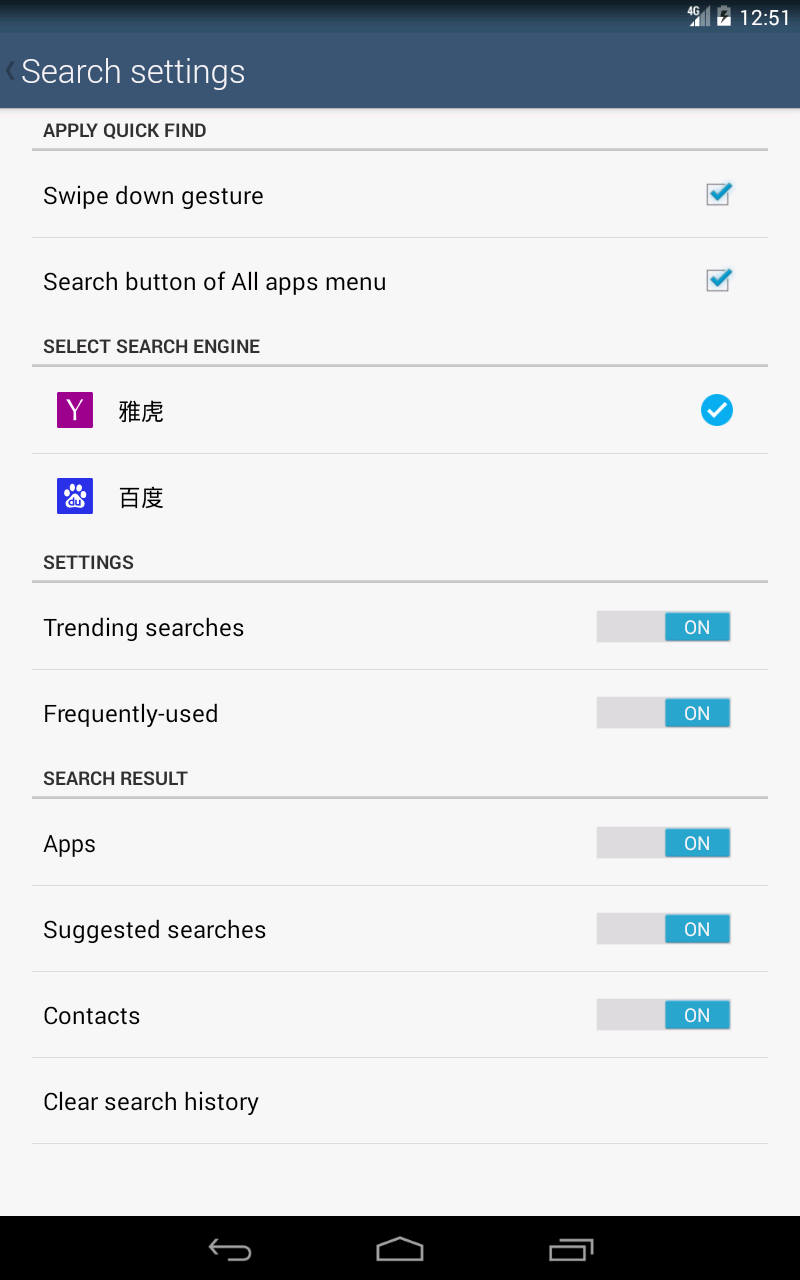 4G 12:51
Search settings
APPLY QUICK FIND
Swipe down gesture
Search button of All apps menu
SELECT SEARCH ENGINE
Y 雅虎
du 百度
SETTINGS
Trending searches ON
Frequently-used ON
SEARCH RESULT
Apps ON
Suggested searches ON
Contacts ON
Clear search history